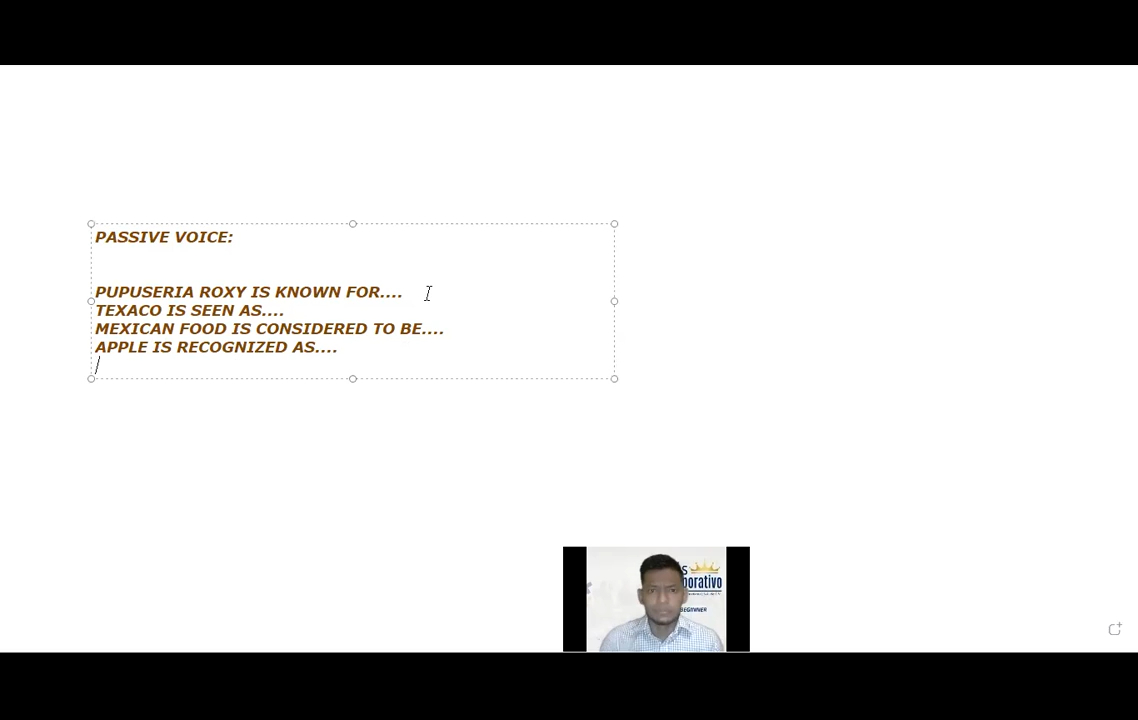 PASSIVE VOICE:
PUPUSERIA ROXY IS KNOWN FOR....
TEXACO IS SEEN AS....
MEXICAN FOOD IS CONSIDERED TO BE....
APPLE IS RECOGNIZED AS....
BEGINNER